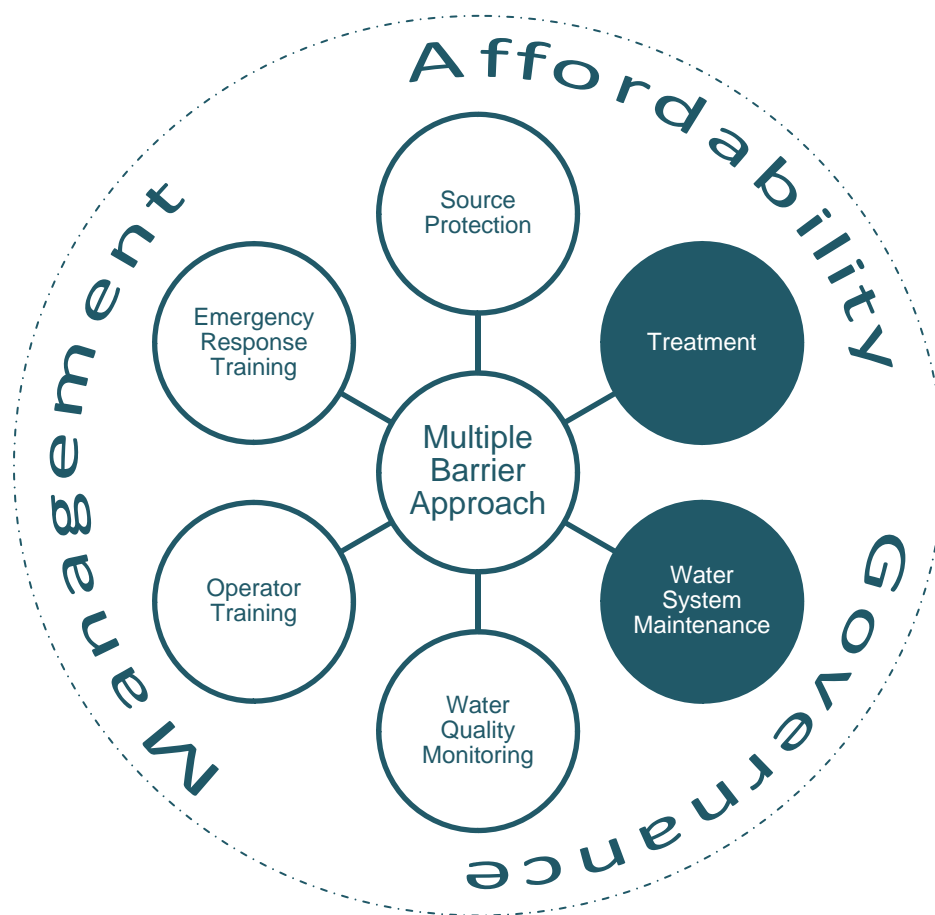 Affordability
Source
Protection
Emergency
Response
Training
Treatment
Management
Multiple
Barrier
Approach
Operator
Training
Water
System
Maintenance
Governance
Water
Quality
Monitoring